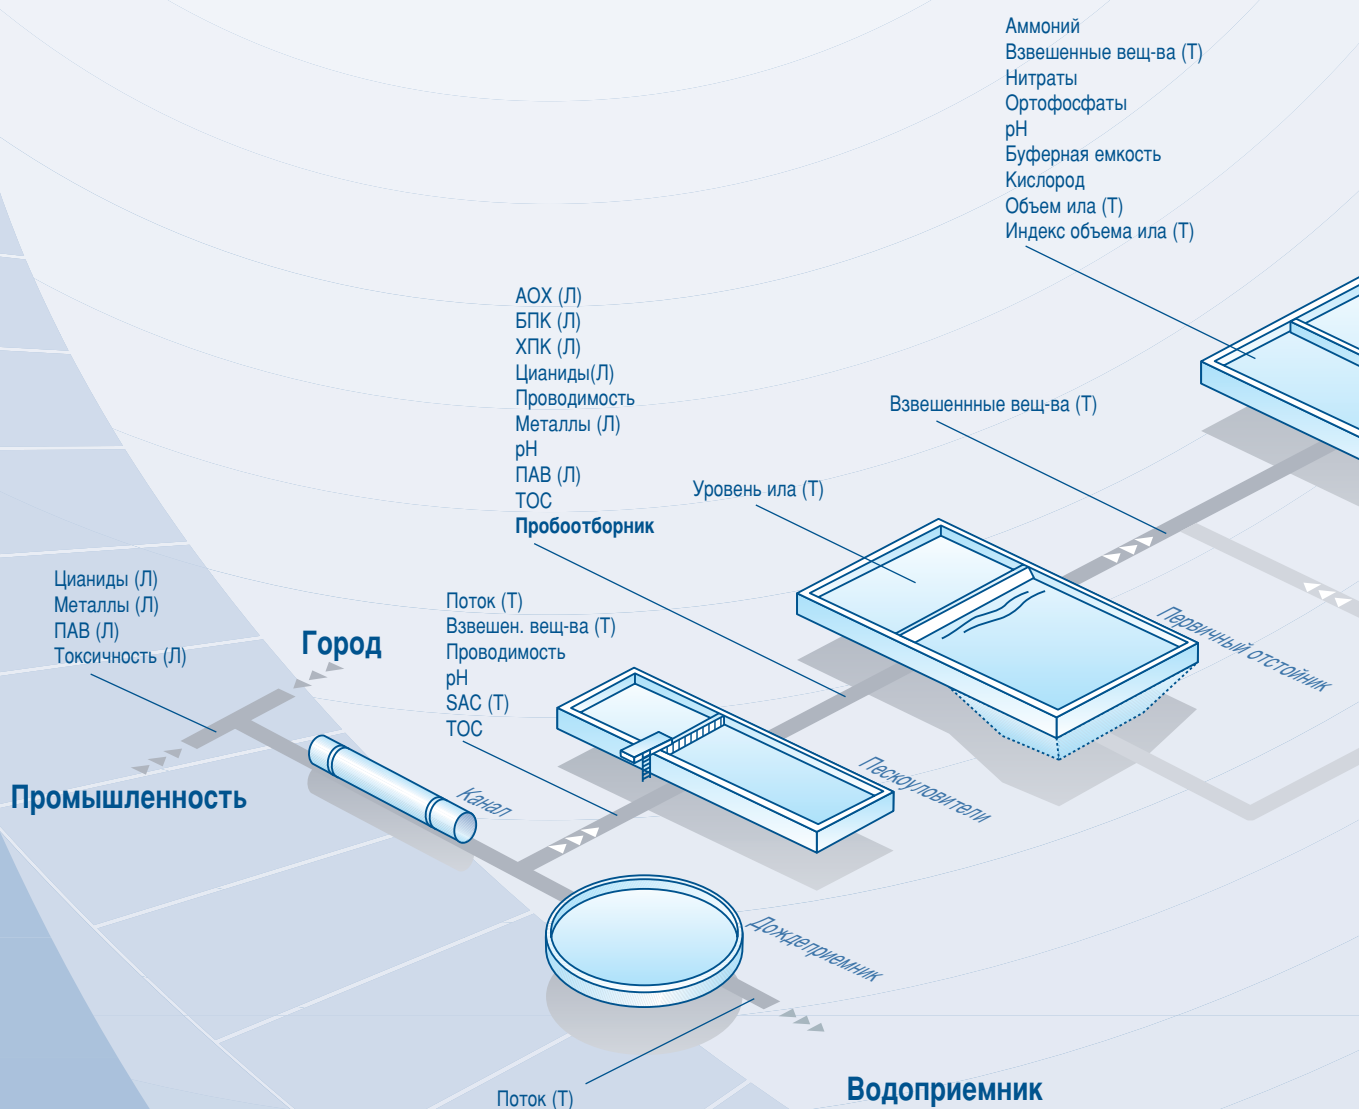 Аммоний
Взвешенные вещ-ва (Т)
Нитраты
Ортофосфаты
pH
Буферная емкость
Кислород
Объем ила (Т)
Индекс объема ила (Т)
АОХ (Л)
БПК (Л)
ХПК (Л)
Цианиды(Л)
Проводимость
Металлы (Л)
pH
ПАВ (Л)
ТОС
Пробоотборник
Взвешеннные вещ-ва (Т)
Уровень ила (Т)
Цианиды (Л)
Металлы (Л)
ПАВ (Л)
Токсичность (Л)
Город
Поток (Т)
Взвешен. вещ-ва (Т)
Проводимость
pH
SAC (Т)
ТОС
Первичный отстойник
Промышленность
Канал
Пескоуловители
Дождеприемник
Поток (Т)
Водоприемник